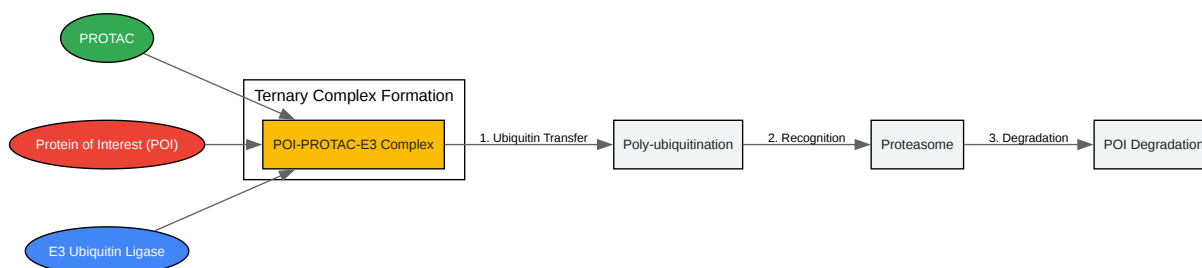 PROTAC
Ternary Complex Formation
Protein of Interest (POI)
POI-PROTAC-E3 Complex
1. Ubiquitin Transfer
Poly-ubiquitination
2. Recognition
Proteasome
3. Degradation
POI Degradation
E3 Ubiquitin Ligase